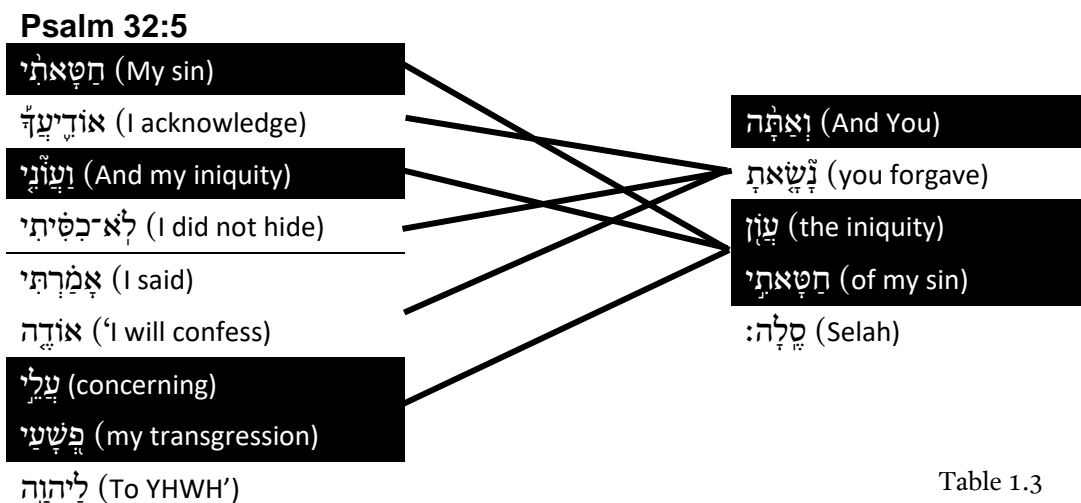 Psalm 32:5
חַטָּאתִ֨י (My sin)
אוֹדִ֪יעֲךָ֡ (I acknowledge)
וַעֲוֺ֘נִ֤י (And my iniquity)
לֹֽא־כִסִּ֗יתִי (I did not hide)
אָמַ֗רְתִּי (I said)
אוֹדֶ֤ה (‘I will confess)
עֲלֵ֣י (concerning)
פְ֭שָׁעַי (my transgression)
לַיהוָ֑ה (To YHWH’)
וְאַתָּ֨ה (And You)
נָ֘שָׂ֤אתָ (you forgave)
עֲוֺ֖ן (the iniquity)
חַטָּאתִ֣י (of my sin)
סֶֽלָה׃ (Selah)
Table 1.3